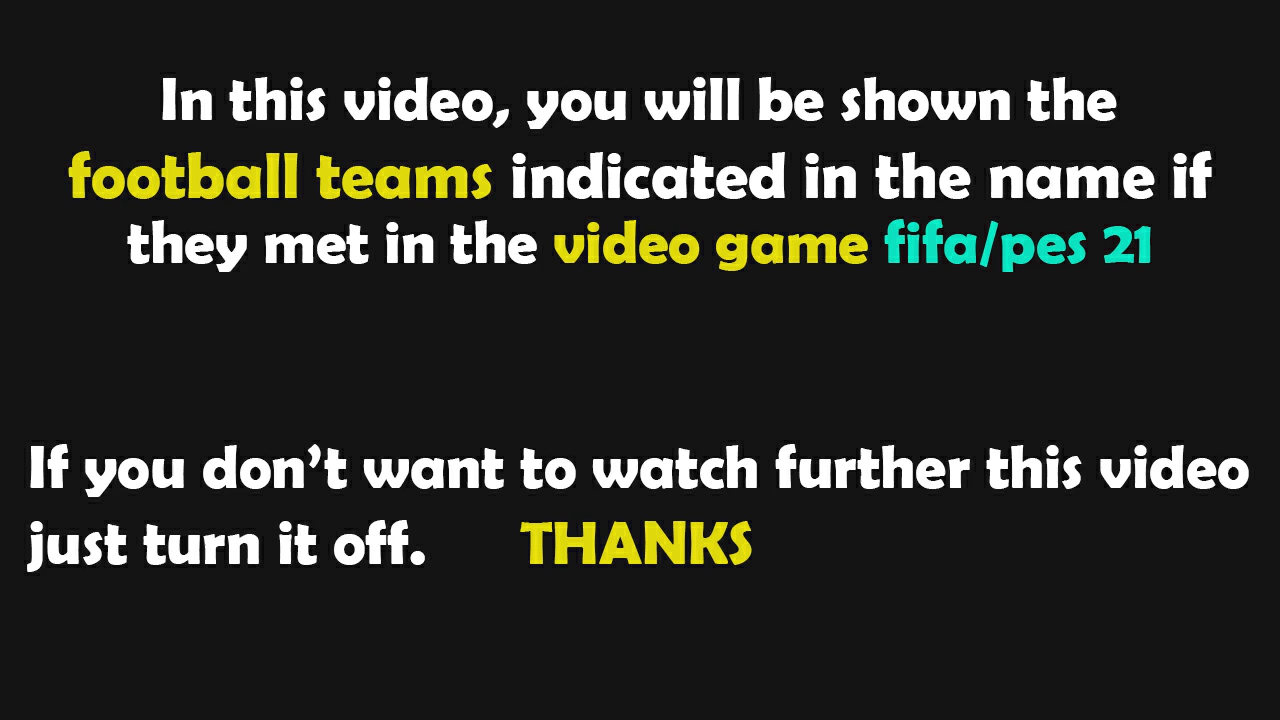 In this video, you will be shown the
football teams indicated in the name if
they met in the video game fifa/pes 21
If you don't want to watch further this video
just turn it off. THANKS